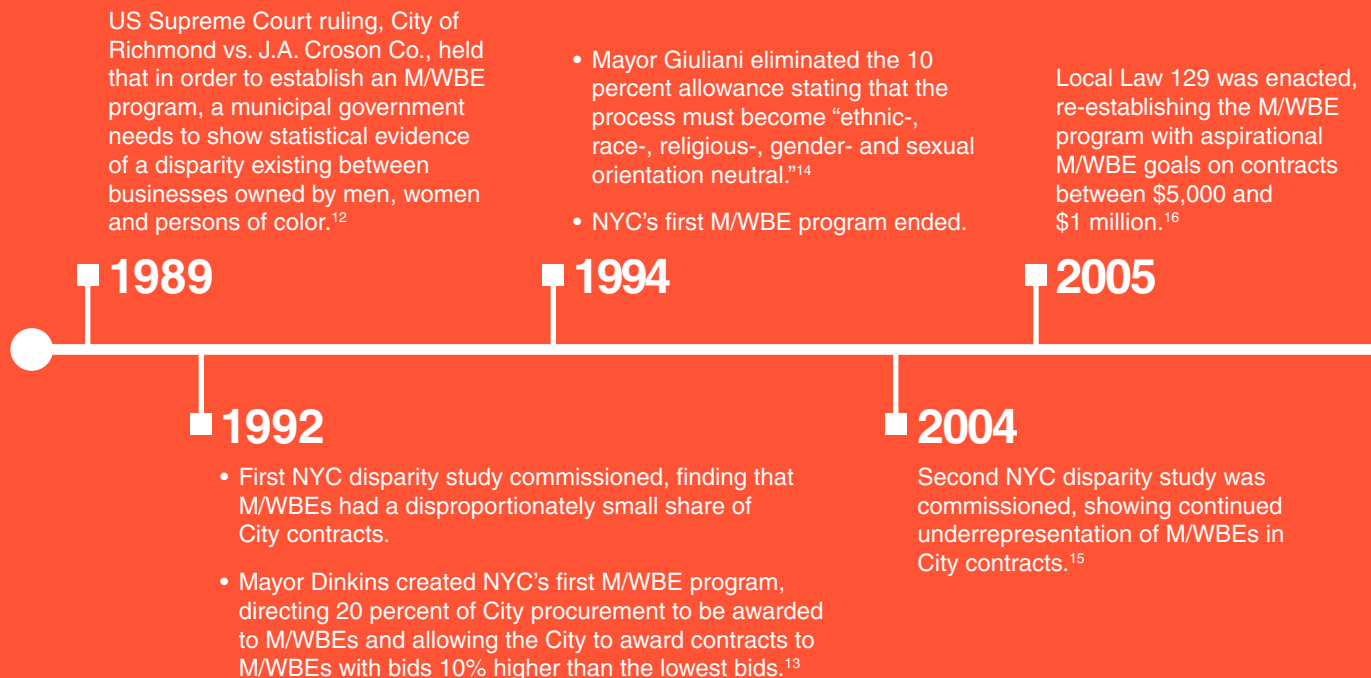 US Supreme Court ruling, City of
Richmond vs. J.A. Croson Co., held
that in order to establish an M/WBE
program, a municipal government
needs to show statistical evidence
of a disparity existing between
businesses owned by men, women
and persons of color.12
1989
• First NYC disparity study commissioned, finding that
M/WBEs had a disproportionately small share of
City contracts.
• Mayor Dinkins created NYC's first M/WBE program,
directing 20 percent of City procurement to be awarded
to M/WBEs and allowing the City to award contracts to
M/WBEs with bids 10% higher than the lowest bids.13
1992
• Mayor Giuliani eliminated the 10
percent allowance stating that the
process must become “ethnic-,
race-, religious-, gender- and sexual
orientation neutral.”14
• NYC's first M/WBE program ended.
1994
2004
Second NYC disparity study was
commissioned, showing continued
underrepresentation of M/WBEs in
City contracts.15
Local Law 129 was enacted,
re-establishing the M/WBE
program with aspirational
M/WBE goals on contracts
between $5,000 and
$1 million.16
2005